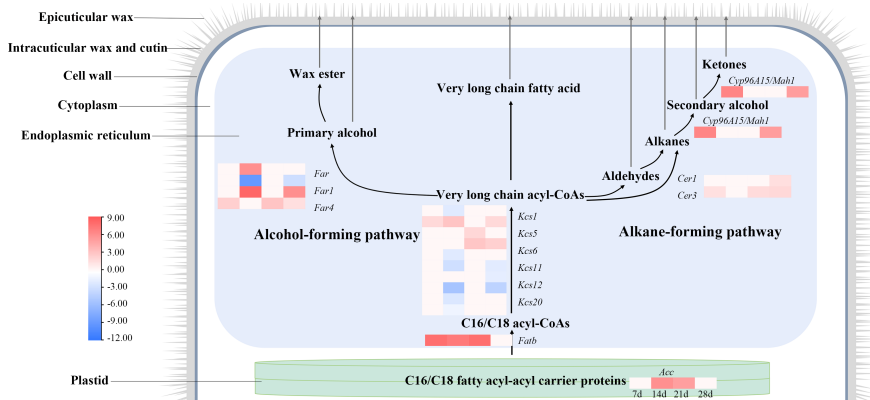 Epicuticular wax
Intracuticular wax and cutin
Cell wall
Cytoplasm
Endoplasmic reticulum
Plastid
Wax ester
Primary alcohol
Very long chain fatty acid
Ketones
Cyp96A15/Mah1
Secondary alcohol
Cyp96A15/Mah1
Alkanes
Aldehydes
Very long chain acyl-CoAs
Far
Far1
Far4
Cer1
Cer3
Alcohol-forming pathway
Alkane-forming pathway
Kcs1
Kcs5
Kcs6
Kcs11
Kcs12
Kcs20
9.00
6.00
3.00
0.00
-3.00
-6.00
-9.00
-12.00
C16/C18 acyl-CoAs
Fatb
C16/C18 fatty acyl-acyl carrier proteins
Acc
7d 14d 21d 28d